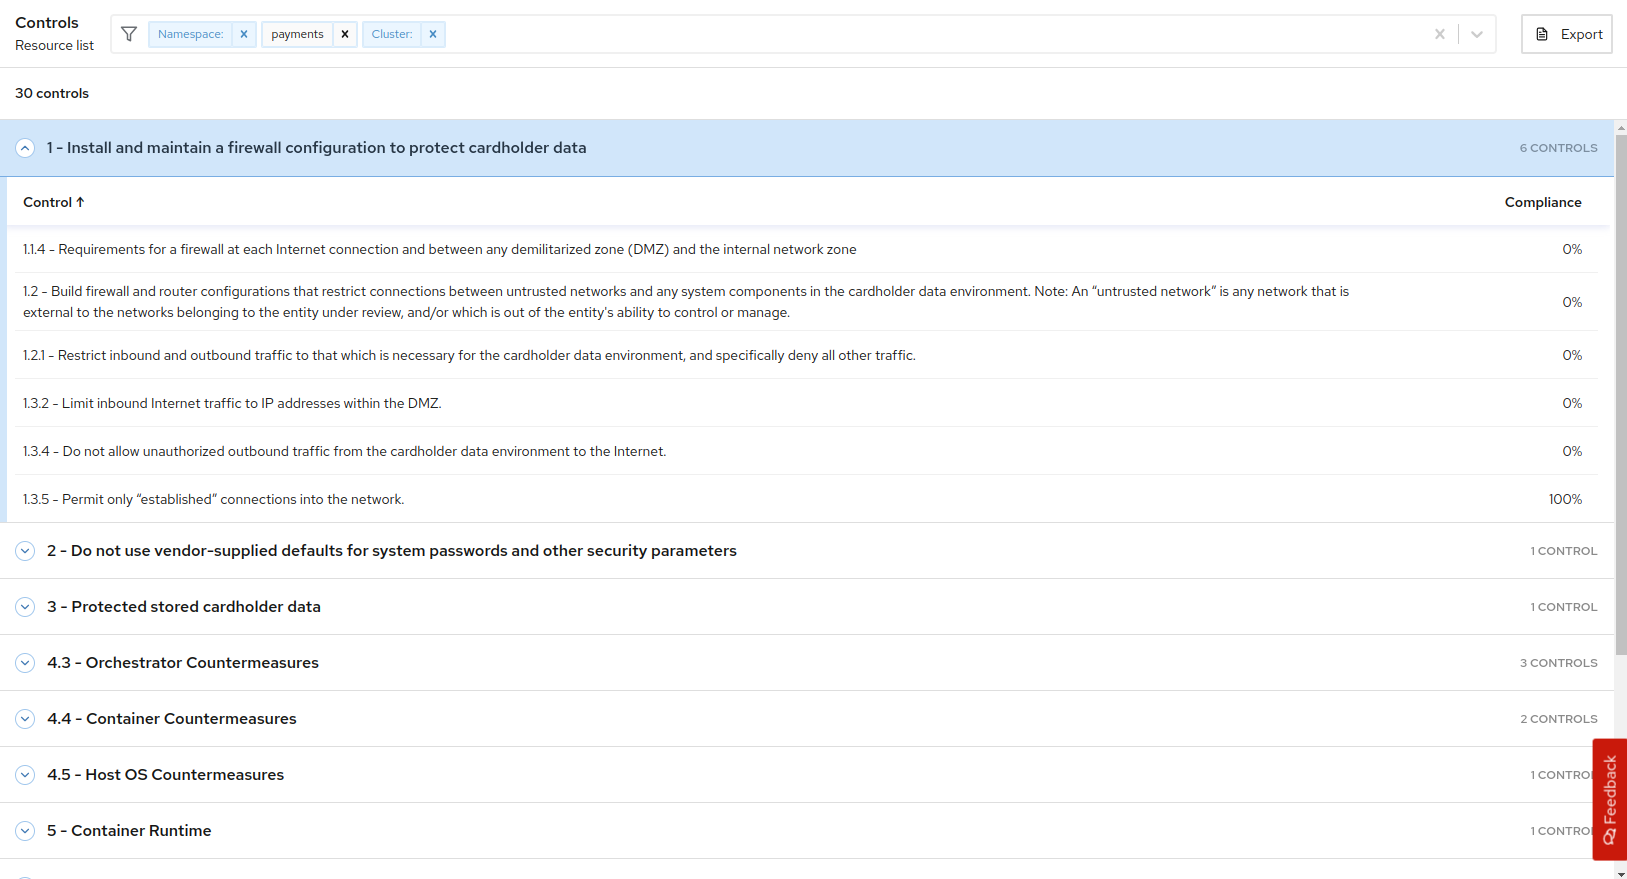 Controls
Resource list
Namespace:
payments
Cluster:
Export
30 controls
1 - Install and maintain a firewall configuration to protect cardholder data
6 CONTROLS
Control ↑
Compliance
1.1.4 - Requirements for a firewall at each Internet connection and between any demilitarized zone (DMZ) and the internal network zone
0%
1.2 - Build firewall and router configurations that restrict connections between untrusted networks and any system components in the cardholder data environment. Note: An “untrusted network” is any network that is
external to the networks belonging to the entity under review, and/or which is out of the entity's ability to control or manage.
0%
1.2.1 - Restrict inbound and outbound traffic to that which is necessary for the cardholder data environment, and specifically deny all other traffic.
0%
1.3.2 - Limit inbound Internet traffic to IP addresses within the DMZ.
0%
1.3.4 - Do not allow unauthorized outbound traffic from the cardholder data environment to the Internet.
0%
1.3.5 - Permit only “established” connections into the network.
100%
2 - Do not use vendor-supplied defaults for system passwords and other security parameters
1 CONTROL
3 - Protected stored cardholder data
1 CONTROL
4.3 - Orchestrator Countermeasures
3 CONTROLS
4.4 - Container Countermeasures
2 CONTROLS
4.5 - Host OS Countermeasures
1 CONTRO
5 - Container Runtime
1 CONTRO
Feedback